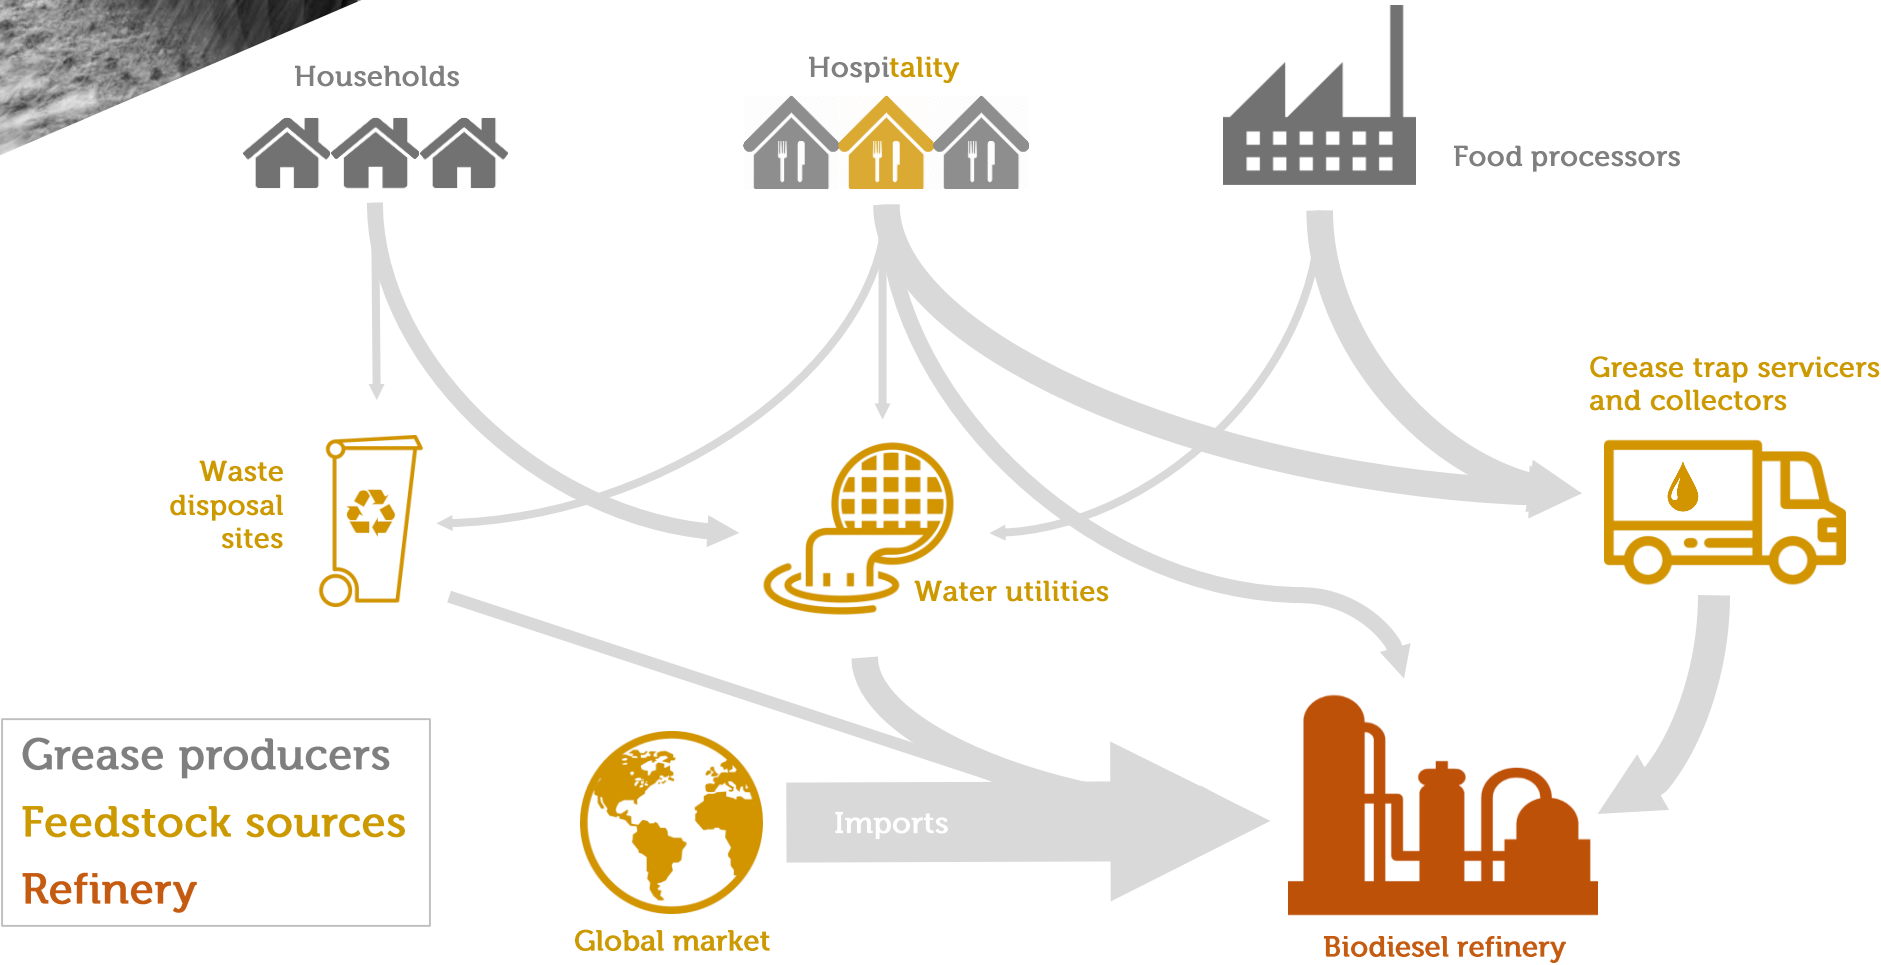 Households
Hospitality
Food processors
Grease trap servicers
and collectors
Waste
disposal
sites
Water utilities
Grease producers
Feedstock sources
Refinery
Imports
Global market
Biodiesel refinery